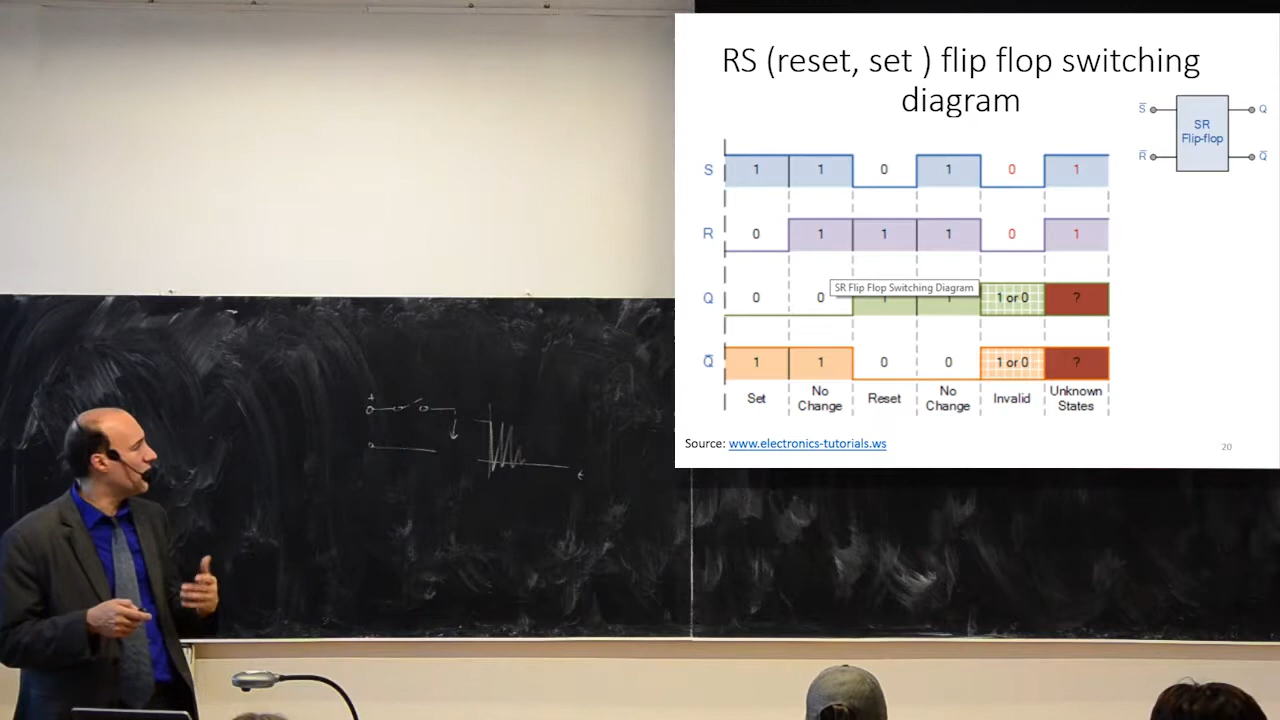 RS (reset, set ) flip flop switching
diagram
S̅ Q
SR
Flip-flop
R̅ Q̅
S 1 1 0 1 0 1
R 0 1 1 1 0 1
SR Flip Flop Switching Diagram
Q 0 0 1 1 1 or 0 ?
Q̅ 1 1 0 0 1 or 0 ?
Set No Change Reset No Change Invalid Unknown States
Source: www.electronics-tutorials.ws
20
+
t